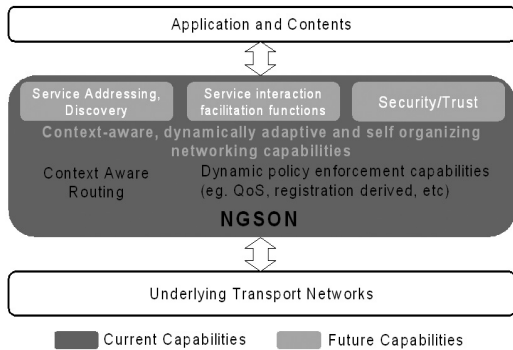 Application and Contents
Service Addressing,
Discovery
Service interaction
facilitation functions
Security/Trust
Context-aware, dynamically adaptive and self organizing
networking capabilities
Context Aware
Routing
Dynamic policy enforcement capabilities
(eg. QoS, registration derived, etc)
NGSON
Underlying Transport Networks
Current Capabilities
Future Capabilities